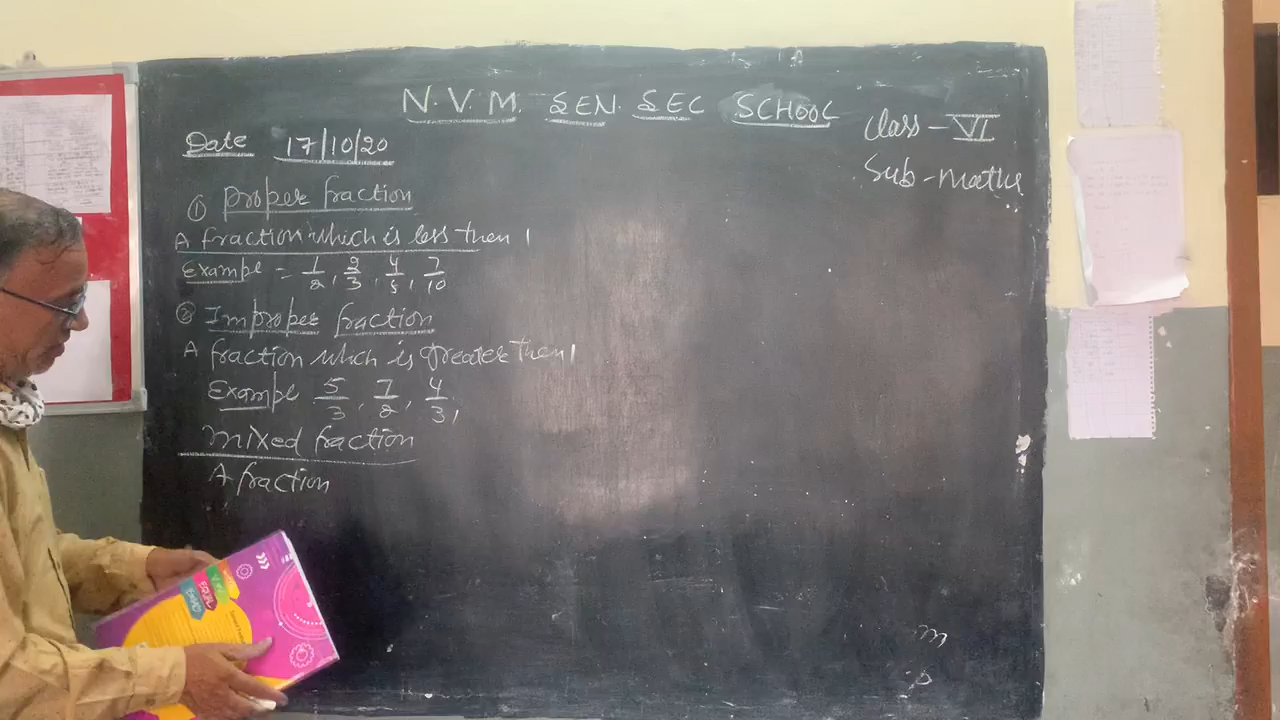 N.V.M. SEN. SEC SCHOOL
Class - VI
Date 17/10/20
Sub - maths
① Proper fraction
A fraction which is less then 1
Exampe = 1/2, 2/3, 4/5, 7/10
② Improper fraction
A fraction which is greater then 1
Exampe 5/3, 7/2, 4/3,
mixed fraction
A fraction
m
p